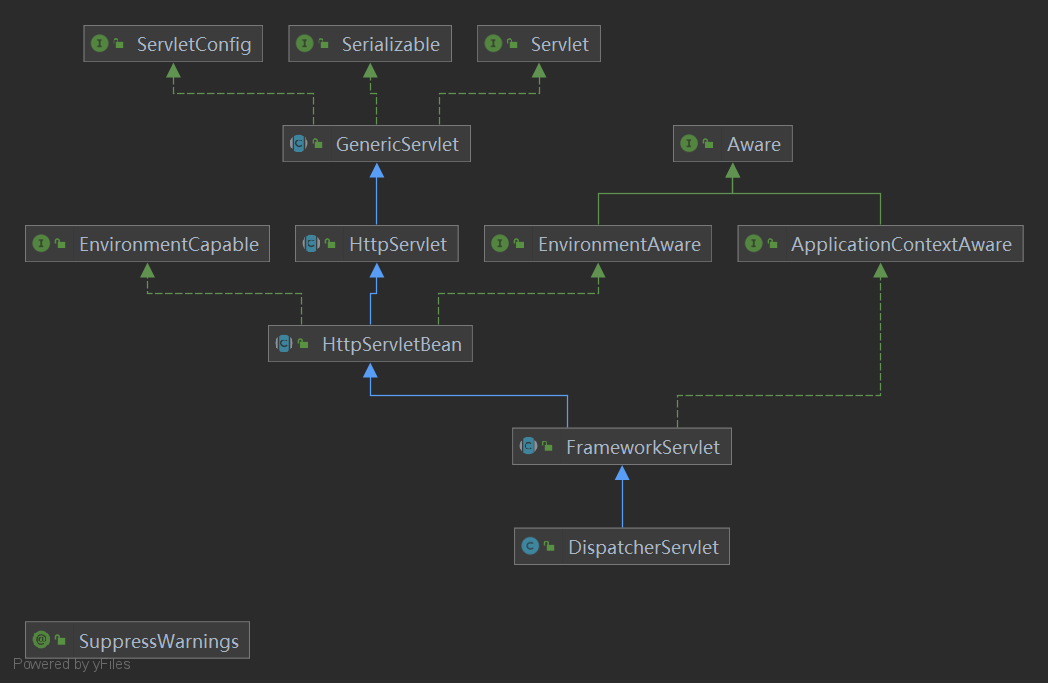 ServletConfig
Serializable
Servlet
GenericServlet
Aware
EnvironmentCapable
HttpServlet
EnvironmentAware
ApplicationContextAware
HttpServletBean
FrameworkServlet
DispatcherServlet
SuppressWarnings
Powered by yFiles